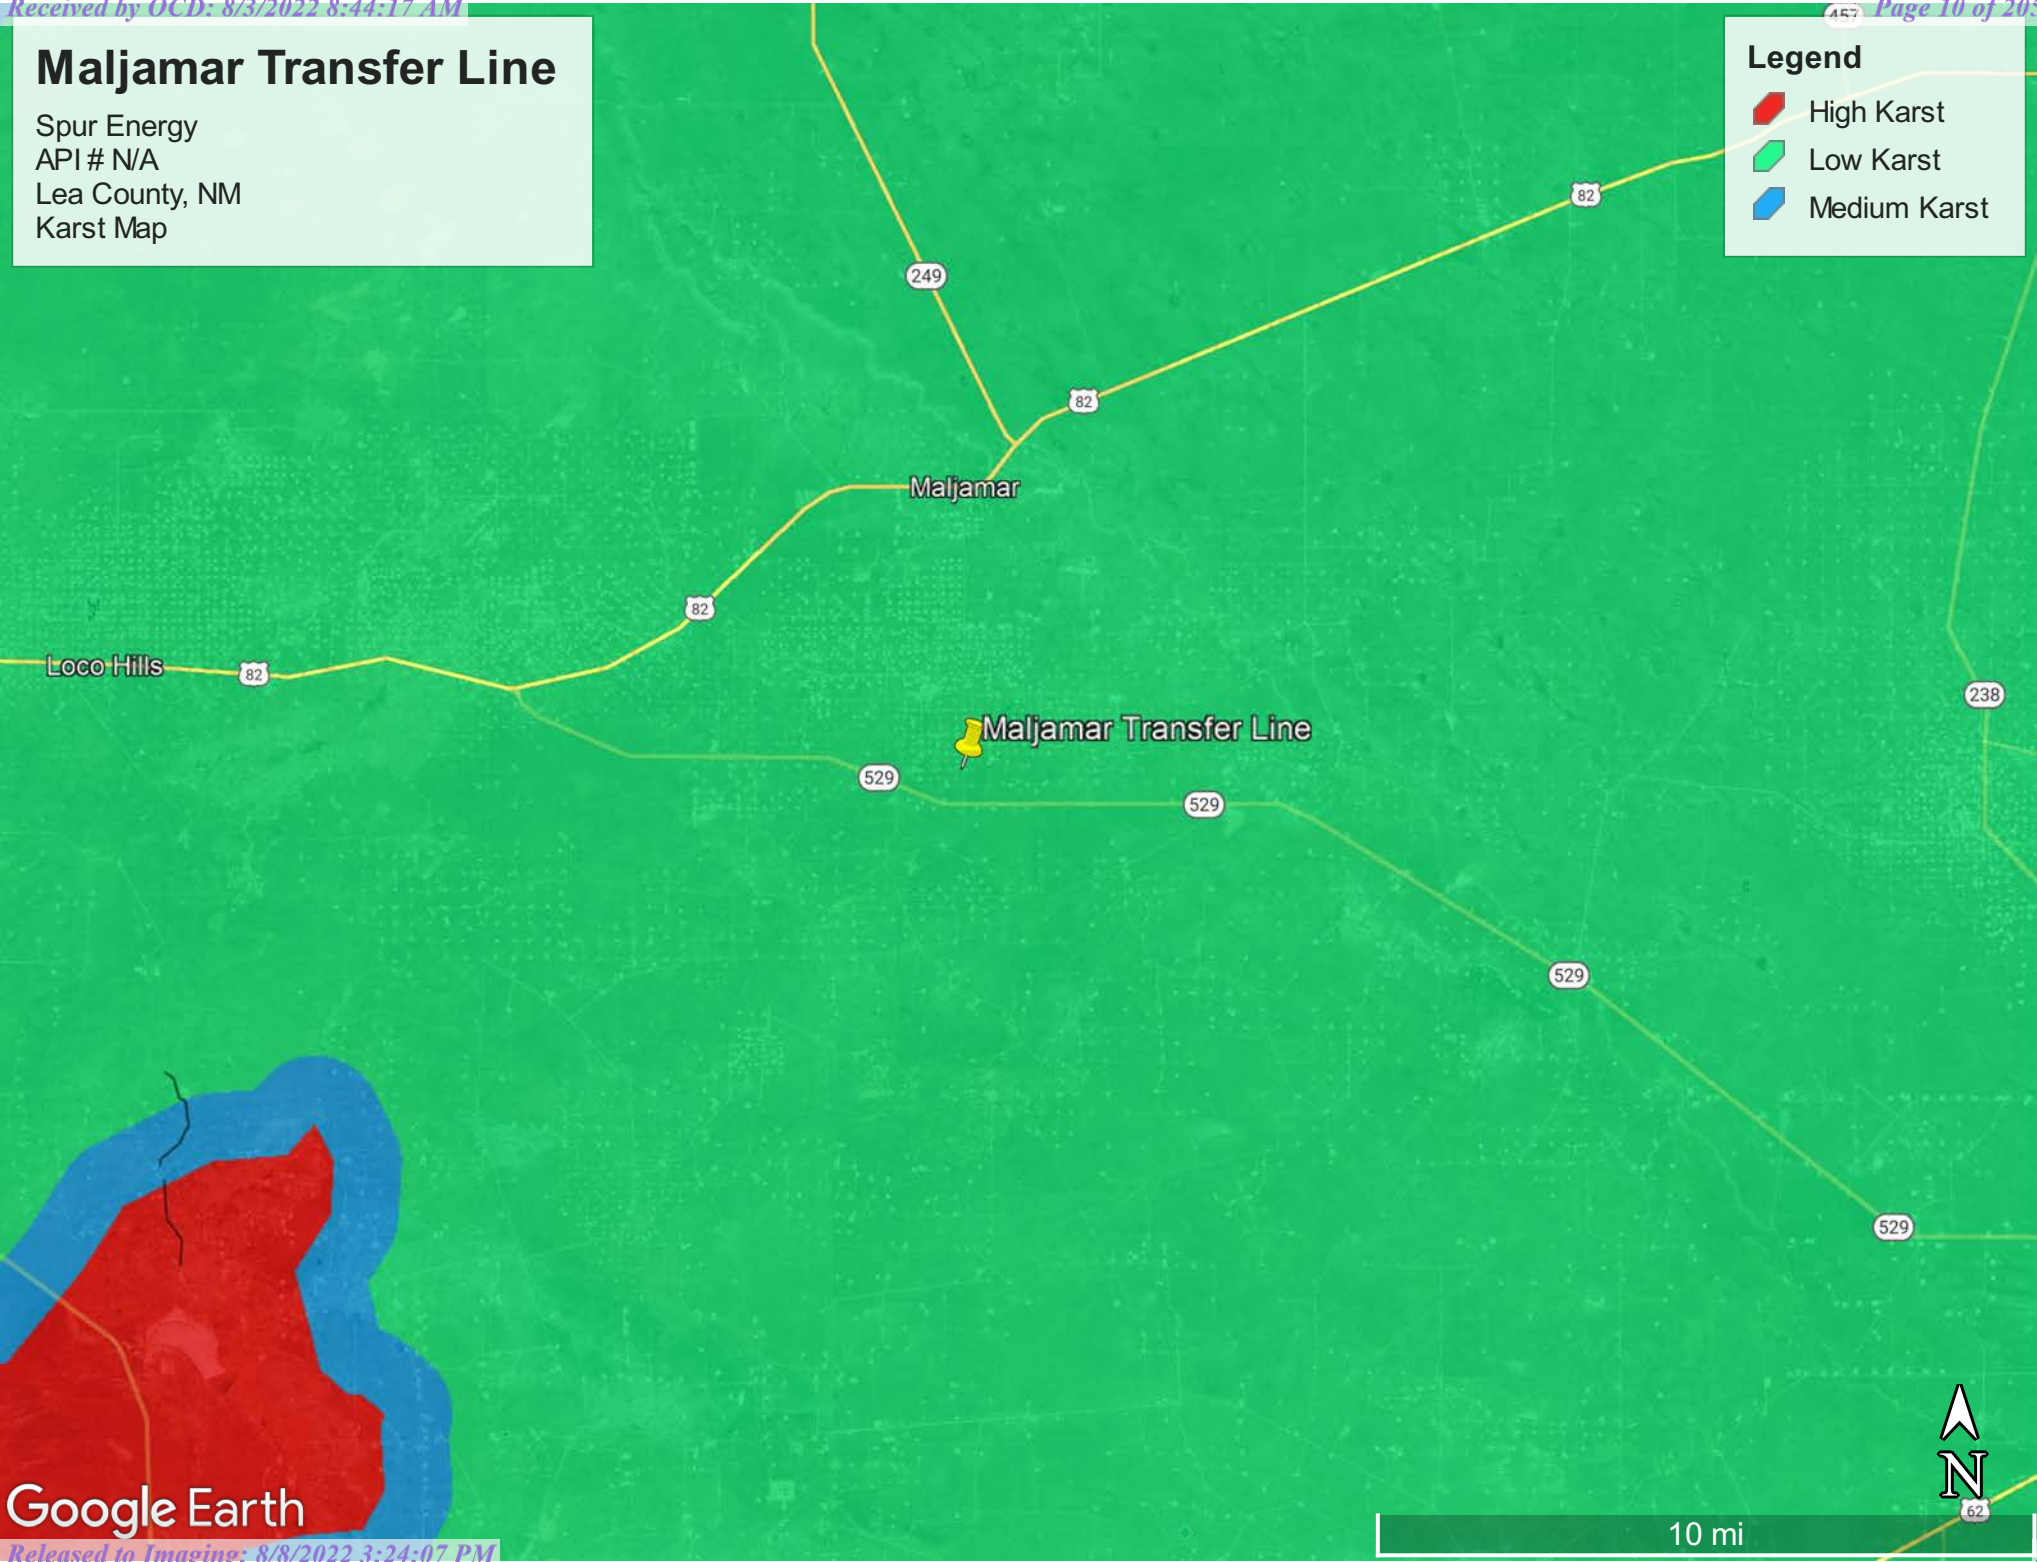 Received by OCD: 8/3/2022 8:44:17 AM
Page 10 of 205
Maljamar Transfer Line
Spur Energy
API # N/A
Lea County, NM
Karst Map
Legend
High Karst
Low Karst
Medium Karst
457
82
249
82
Maljamar
82
Loco Hills
82
238
Maljamar Transfer Line
529
529
529
529
N
62
10 mi
Google Earth
Released to Imaging: 8/8/2022 3:24:07 PM